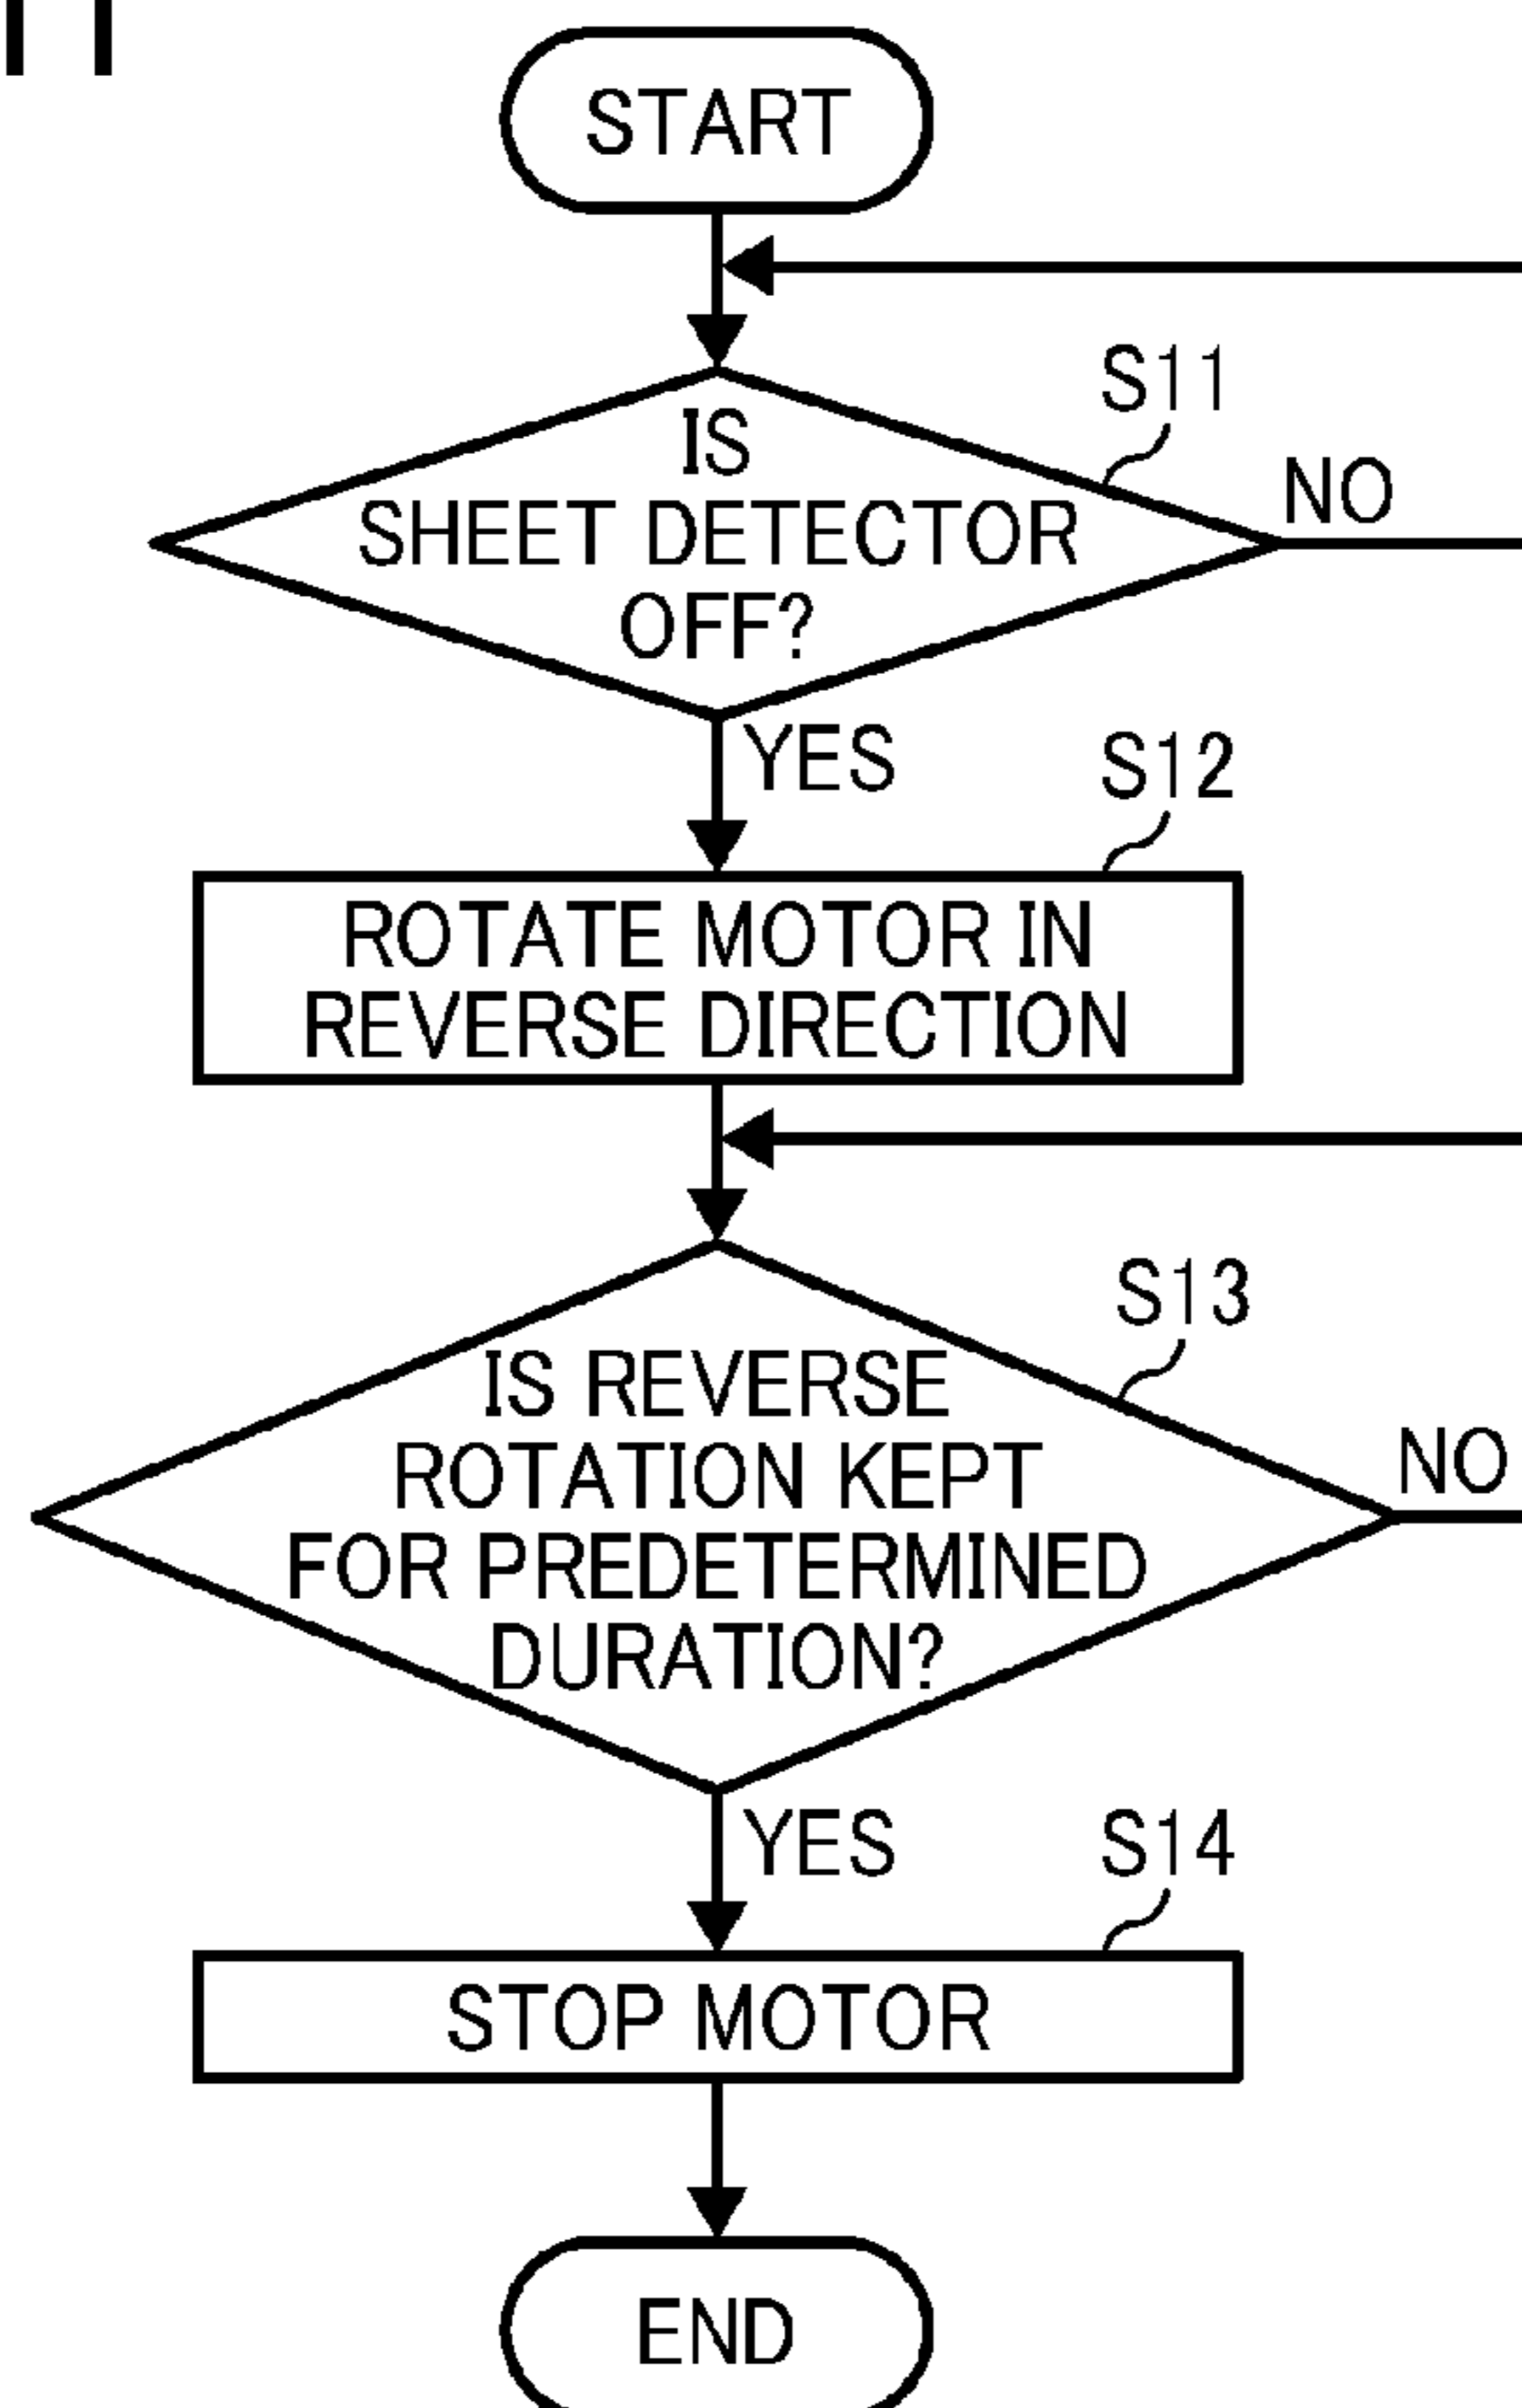 11
START
S11
IS
SHEET DETECTOR
OFF?
NO
YES
S12
ROTATE MOTOR IN
REVERSE DIRECTION
S13
IS REVERSE
ROTATION KEPT
FOR PREDETERMINED
DURATION?
NO
YES
S14
STOP MOTOR
END